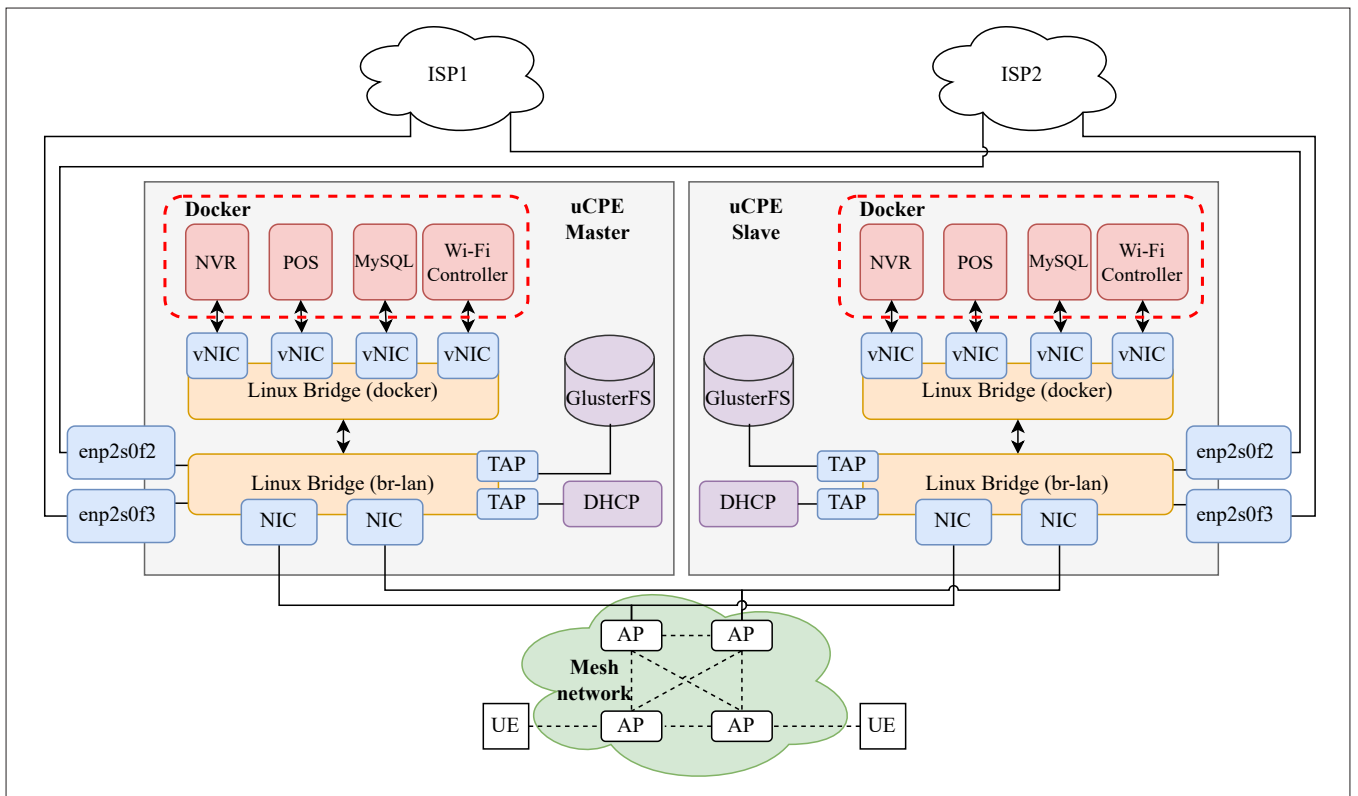 ISP1
ISP2
Docker
uCPE
Master
NVR
POS
MySQL
Wi-Fi
Controller
vNIC
vNIC
vNIC
vNIC
Linux Bridge (docker)
GlusterFS
enp2s0f2
enp2s0f3
Linux Bridge (br-lan)
TAP
TAP
DHCP
NIC
NIC
uCPE
Slave
Docker
NVR
POS
MySQL
Wi-Fi
Controller
vNIC
vNIC
vNIC
vNIC
Linux Bridge (docker)
GlusterFS
TAP
TAP
DHCP
Linux Bridge (br-lan)
enp2s0f2
enp2s0f3
NIC
NIC
AP
AP
Mesh
network
UE
AP
AP
UE